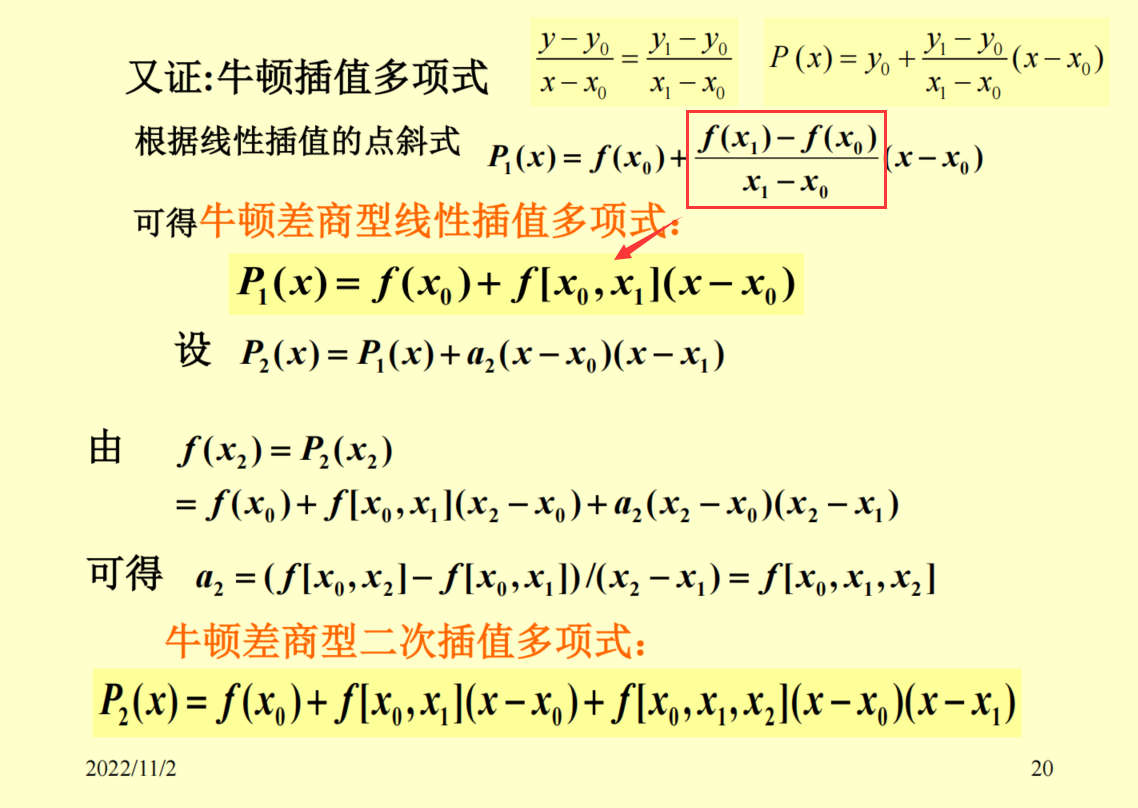 又证:牛顿插值多项式
(y − y₀)/(x − x₀) = (y₁ − y₀)/(x₁ − x₀)
P (x) = y₀ + (y₁ − y₀)/(x₁ − x₀) (x − x₀)
根据线性插值的点斜式 P₁(x) = f(x₀) + (f(x₁) − f(x₀))/(x₁ − x₀) (x − x₀)
可得牛顿差商型线性插值多项式：
P₁(x) = f(x₀) + f[x₀, x₁](x − x₀)
设 P₂(x) = P₁(x) + a₂(x − x₀)(x − x₁)
由 f(x₂) = P₂(x₂)
= f(x₀) + f[x₀, x₁](x₂ − x₀) + a₂(x₂ − x₀)(x₂ − x₁)
可得 a₂ = (f[x₀, x₂] − f[x₀, x₁])/(x₂ − x₁) = f[x₀, x₁, x₂]
牛顿差商型二次插值多项式：
P₂(x) = f(x₀) + f[x₀, x₁](x − x₀) + f[x₀, x₁, x₂](x − x₀)(x − x₁)
2022/11/2
20